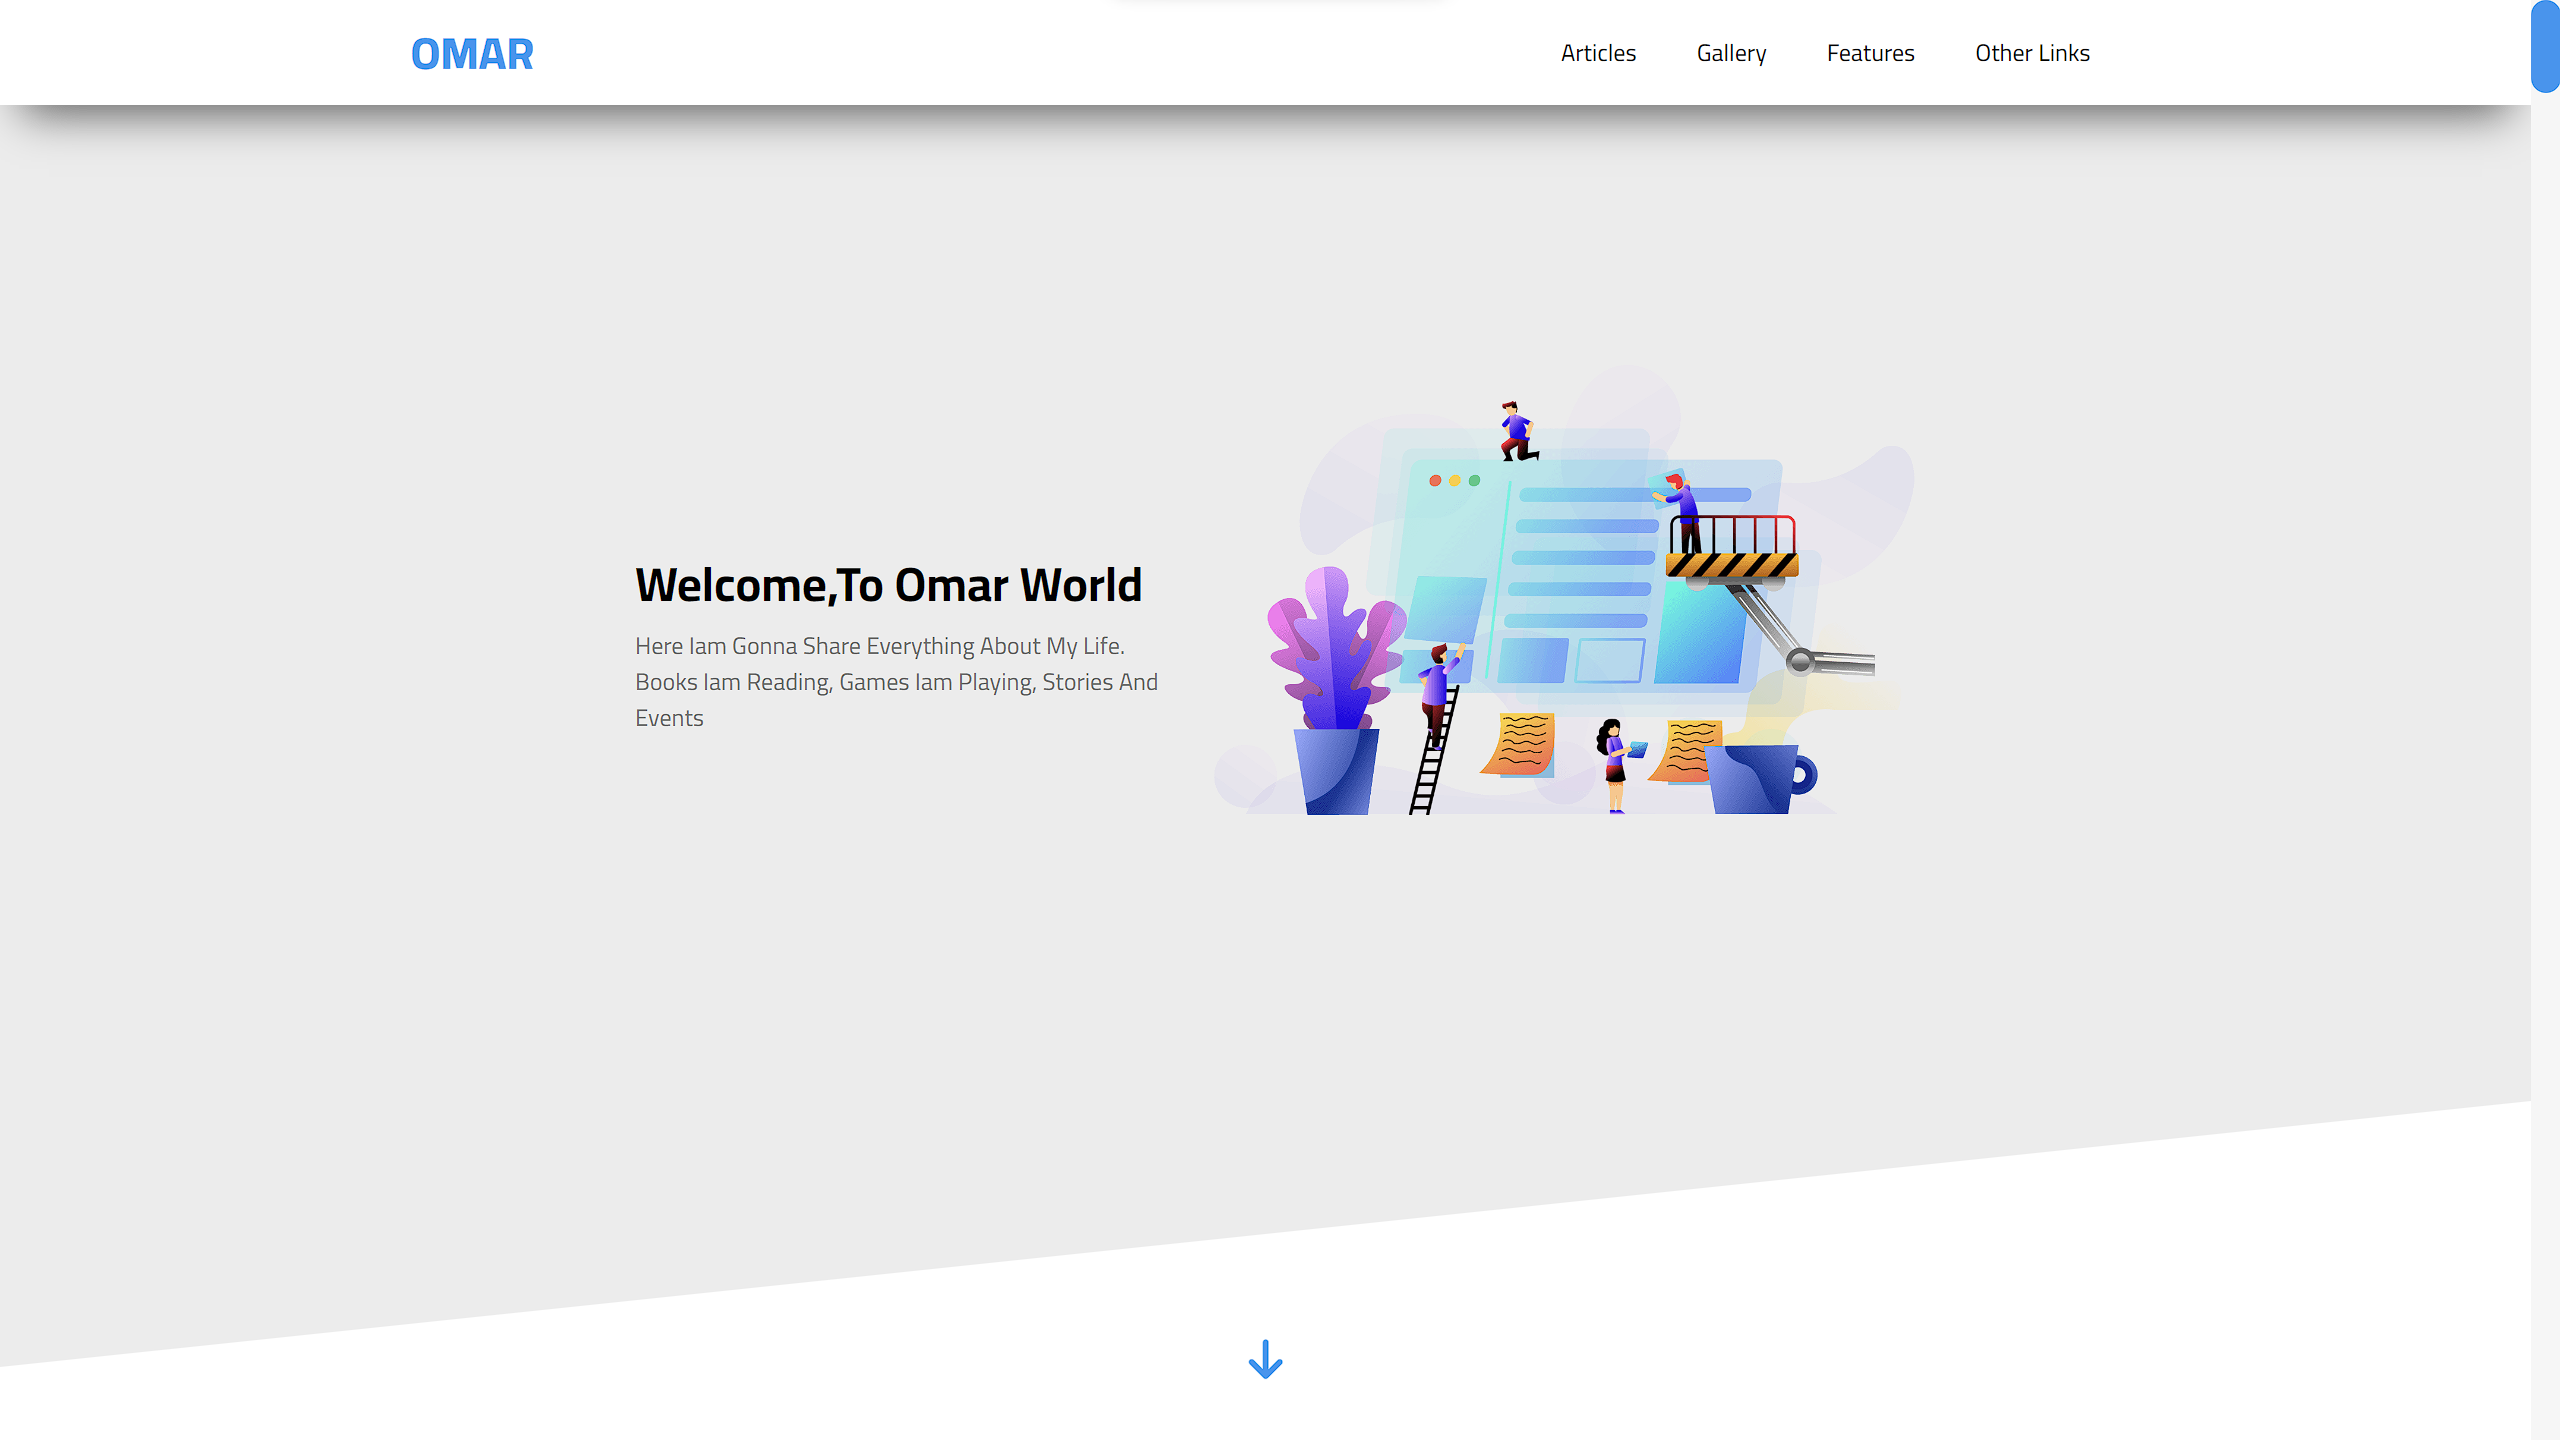 OMAR
Articles Gallery Features Other Links
Welcome,To Omar World
Here Iam Gonna Share Everything About My Life.
Books Iam Reading, Games Iam Playing, Stories And
Events